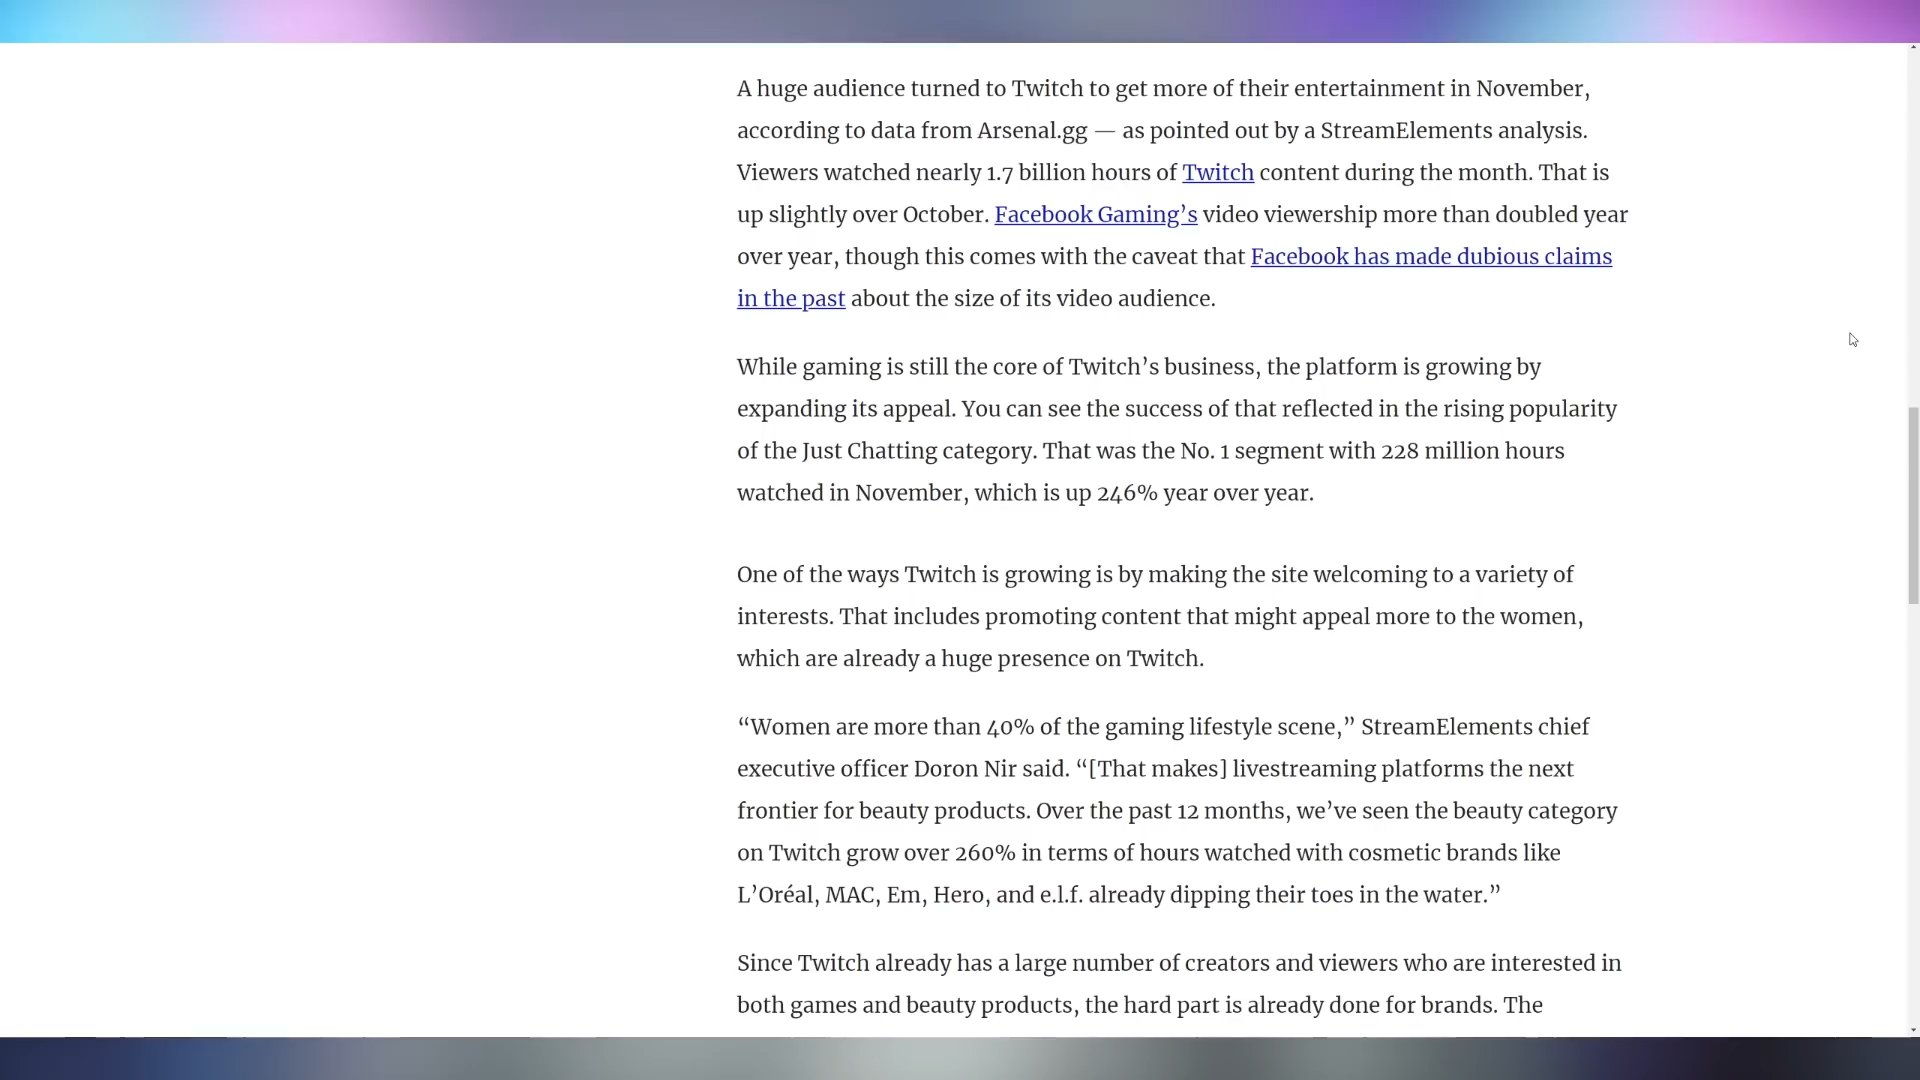 A huge audience turned to Twitch to get more of their entertainment in November,
according to data from Arsenal.gg — as pointed out by a StreamElements analysis.
Viewers watched nearly 1.7 billion hours of Twitch content during the month. That is
up slightly over October. Facebook Gaming’s video viewership more than doubled year
over year, though this comes with the caveat that Facebook has made dubious claims
in the past about the size of its video audience.
While gaming is still the core of Twitch’s business, the platform is growing by
expanding its appeal. You can see the success of that reflected in the rising popularity
of the Just Chatting category. That was the No. 1 segment with 228 million hours
watched in November, which is up 246% year over year.
One of the ways Twitch is growing is by making the site welcoming to a variety of
interests. That includes promoting content that might appeal more to the women,
which are already a huge presence on Twitch.
“Women are more than 40% of the gaming lifestyle scene,” StreamElements chief
executive officer Doron Nir said. “[That makes] livestreaming platforms the next
frontier for beauty products. Over the past 12 months, we’ve seen the beauty category
on Twitch grow over 260% in terms of hours watched with cosmetic brands like
L’Oréal, MAC, Em, Hero, and e.l.f. already dipping their toes in the water.”
Since Twitch already has a large number of creators and viewers who are interested in
both games and beauty products, the hard part is already done for brands. The